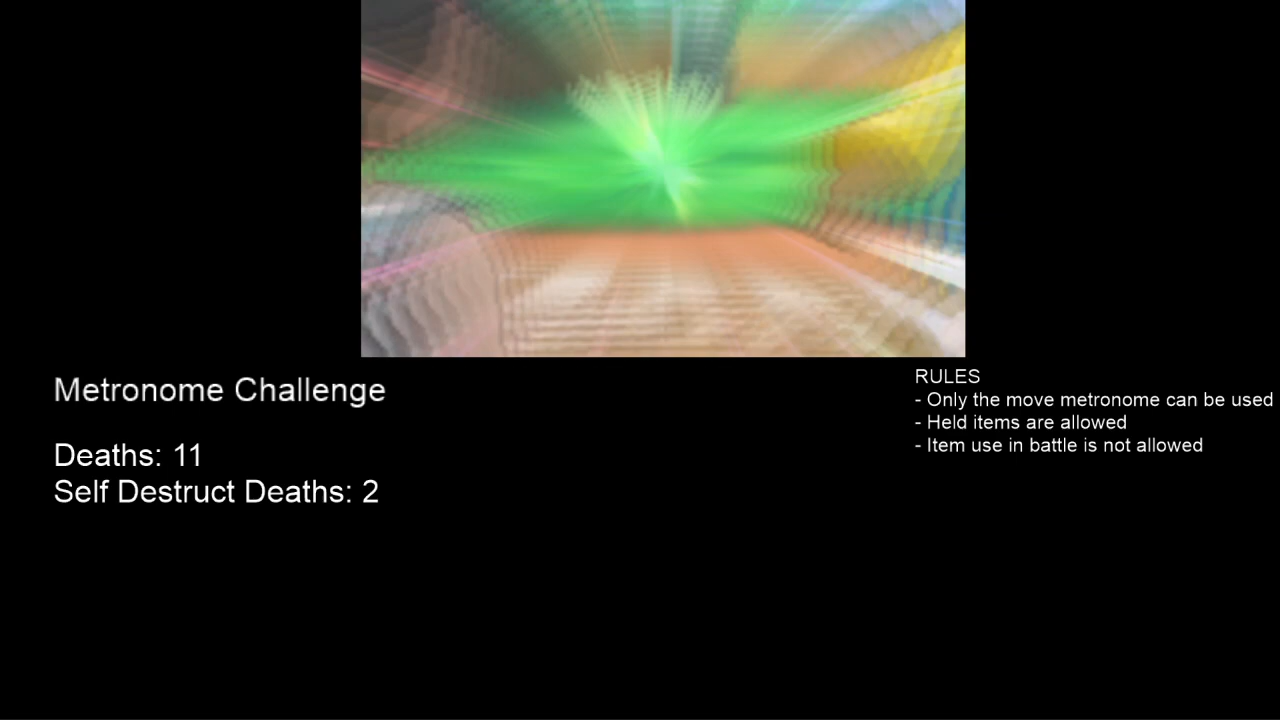 Metronome Challenge
Deaths: 11
Self Destruct Deaths: 2
RULES
- Only the move metronome can be used
- Held items are allowed
- Item use in battle is not allowed